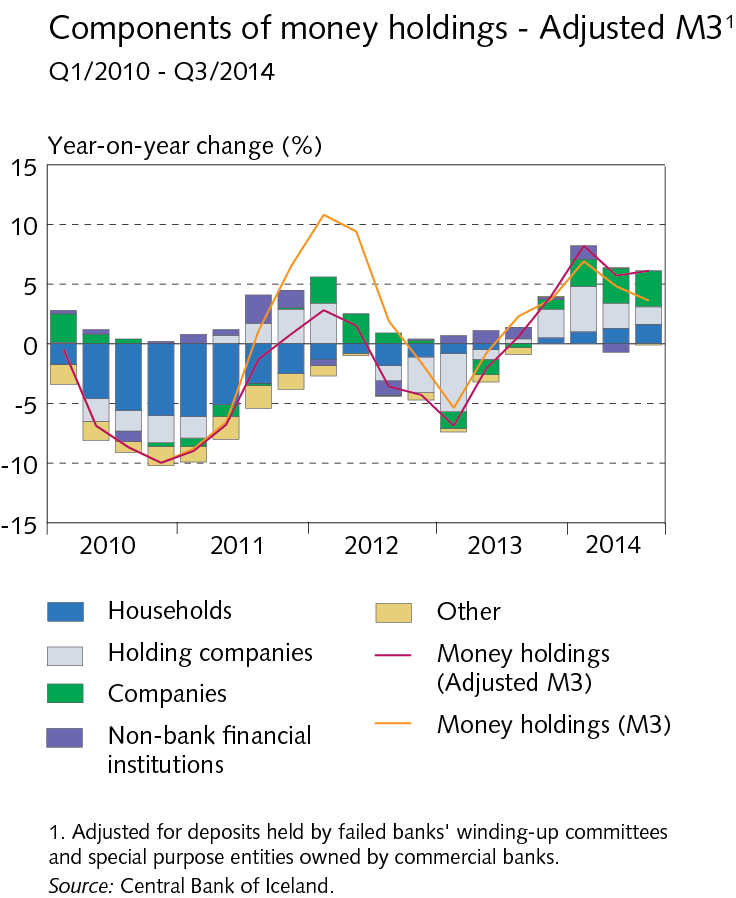 Components of money holdings - Adjusted M3¹
Q1/2010 - Q3/2014
Year-on-year change (%)
15
10
5
0
-5
-10
-15
2010 2011 2012 2013 2014
Households
Holding companies
Companies
Non-bank financial
institutions
Other
Money holdings
(Adjusted M3)
Money holdings (M3)
1. Adjusted for deposits held by failed banks' winding-up committees
and special purpose entities owned by commercial banks.
Source: Central Bank of Iceland.